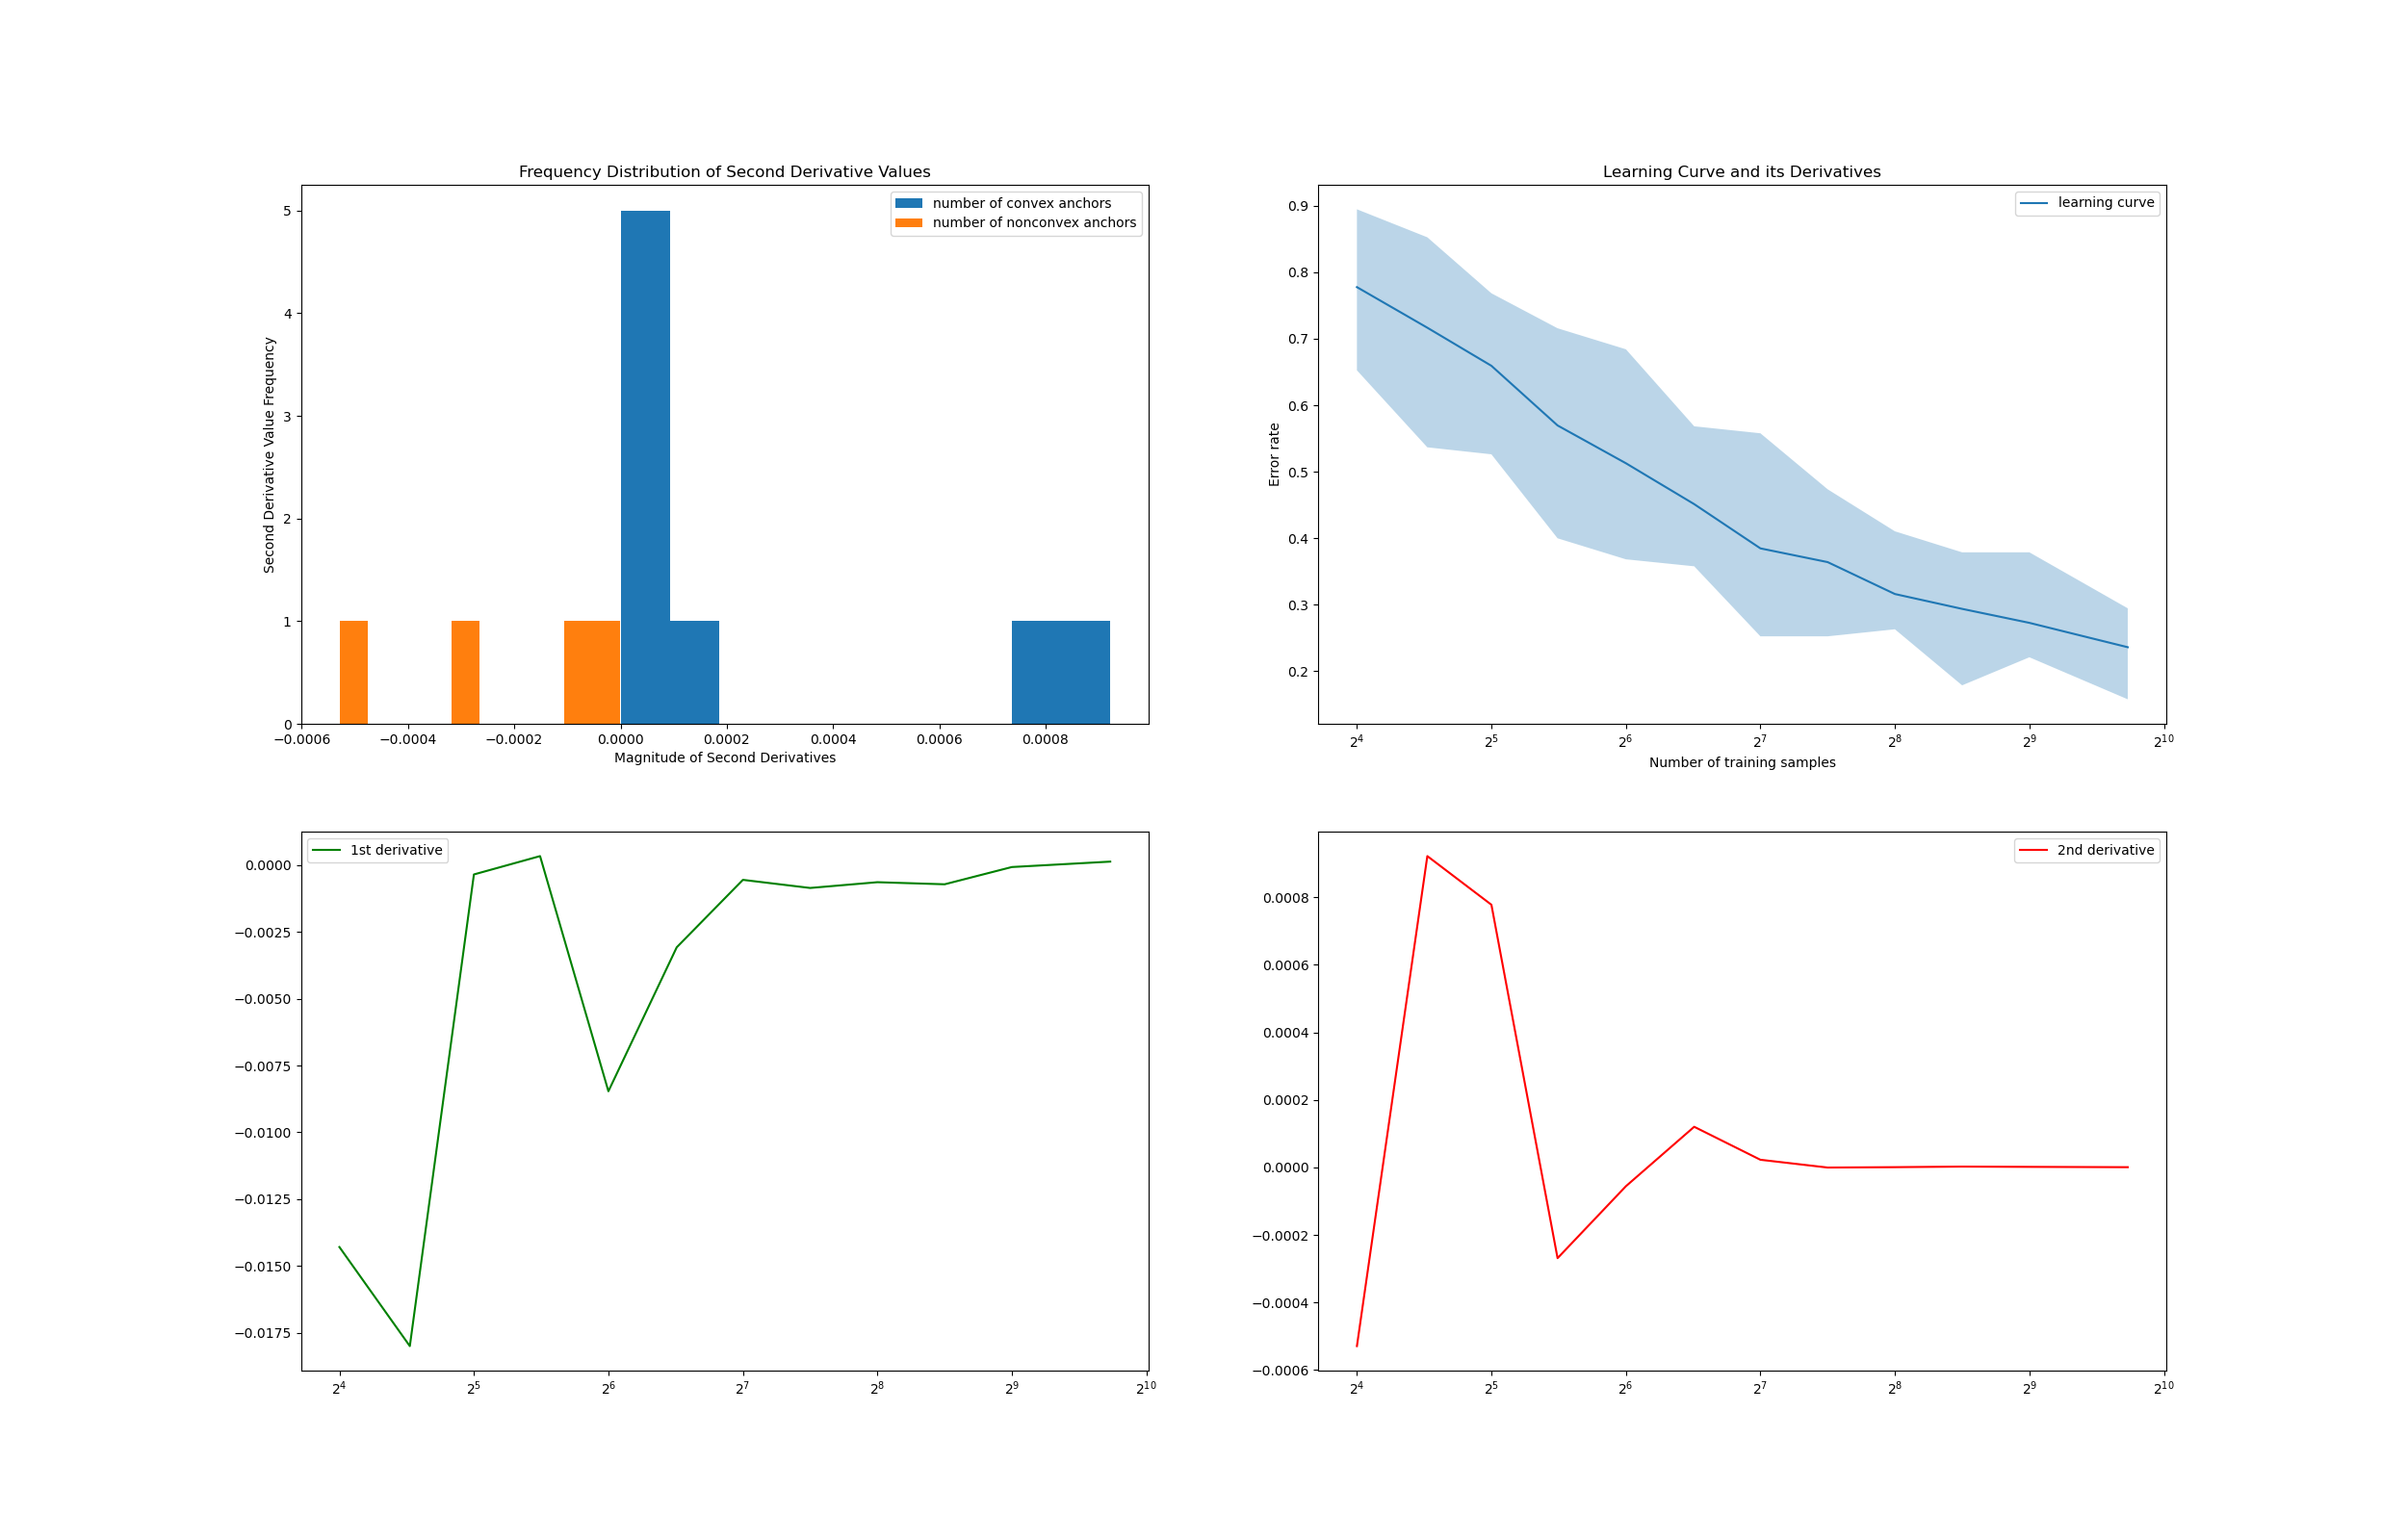 Frequency Distribution of Second Derivative Values
number of convex anchors
number of nonconvex anchors
5
4
3
2
1
0
Second Derivative Value Frequency
−0.0006 −0.0004 −0.0002 0.0000 0.0002 0.0004 0.0006 0.0008
Magnitude of Second Derivatives
Learning Curve and its Derivatives
learning curve
0.9
0.8
0.7
0.6
0.5
0.4
0.3
0.2
Error rate
2⁴ 2⁵ 2⁶ 2⁷ 2⁸ 2⁹ 2¹⁰
Number of training samples
1st derivative
0.0000
−0.0025
−0.0050
−0.0075
−0.0100
−0.0125
−0.0150
−0.0175
2⁴ 2⁵ 2⁶ 2⁷ 2⁸ 2⁹ 2¹⁰
2nd derivative
0.0008
0.0006
0.0004
0.0002
0.0000
−0.0002
−0.0004
−0.0006
2⁴ 2⁵ 2⁶ 2⁷ 2⁸ 2⁹ 2¹⁰